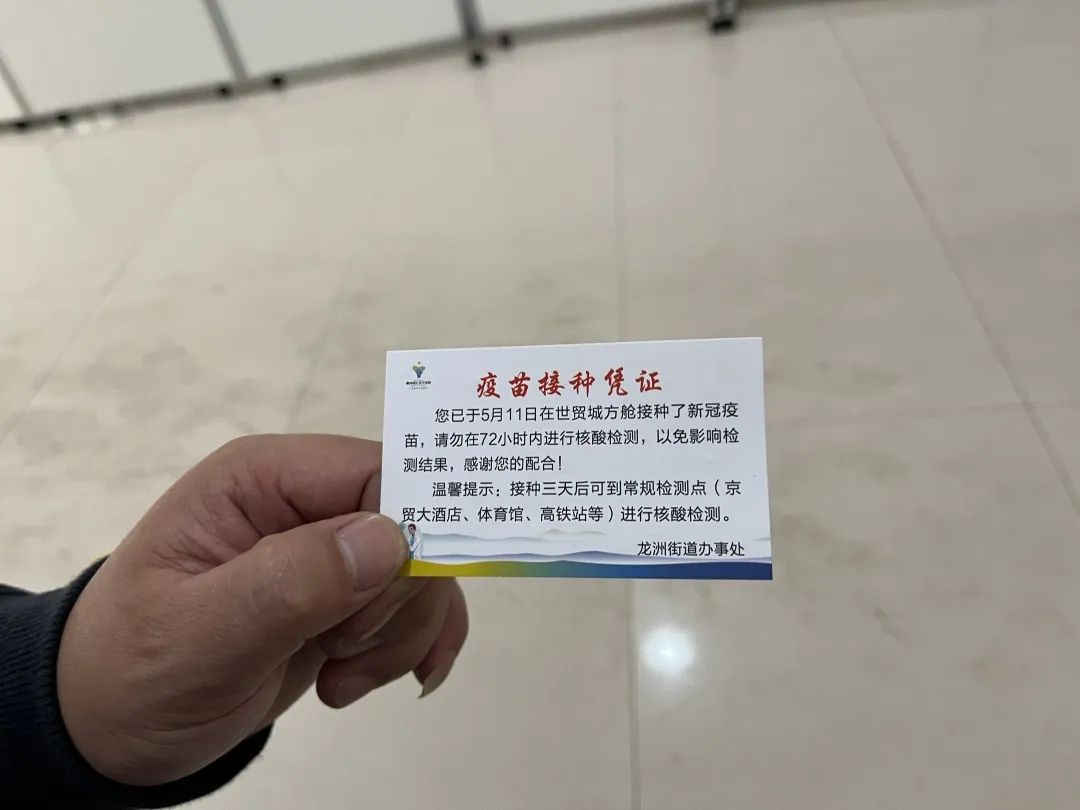 疫苗接种凭证
您已于5月11日在世贸城方舱接种了新冠疫
苗，请勿在72小时内进行核酸检测，以免影响检
测结果，感谢您的配合！
温馨提示：接种三天后可到常规检测点（京
贸大酒店、体育馆、高铁站等）进行核酸检测。
龙洲街道办事处